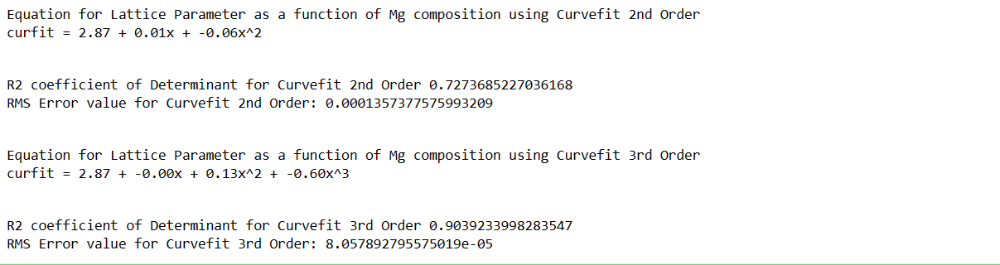 Equation for Lattice Parameter as a function of Mg composition using Curvefit 2nd Order
curfit = 2.87 + 0.01x + -0.06x^2
R2 coefficient of Determinant for Curvefit 2nd Order 0.7273685227036168
RMS Error value for Curvefit 2nd Order: 0.0001357377575993209
Equation for Lattice Parameter as a function of Mg composition using Curvefit 3rd Order
curfit = 2.87 + -0.00x + 0.13x^2 + -0.60x^3
R2 coefficient of Determinant for Curvefit 3rd Order 0.9039233998283547
RMS Error value for Curvefit 3rd Order: 8.057892795575019e-05